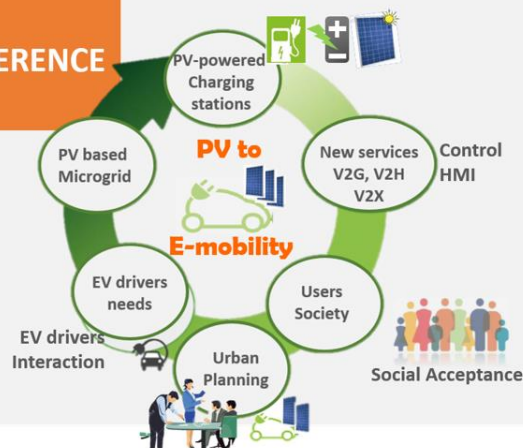 ERENCE
PV-powered
Charging
stations
PV based
Microgrid
PV to
E-mobility
New services
V2G, V2H
V2X
Control
HMI
EV drivers
needs
Users
Society
EV drivers
Interaction
Urban
Planning
Social Acceptance